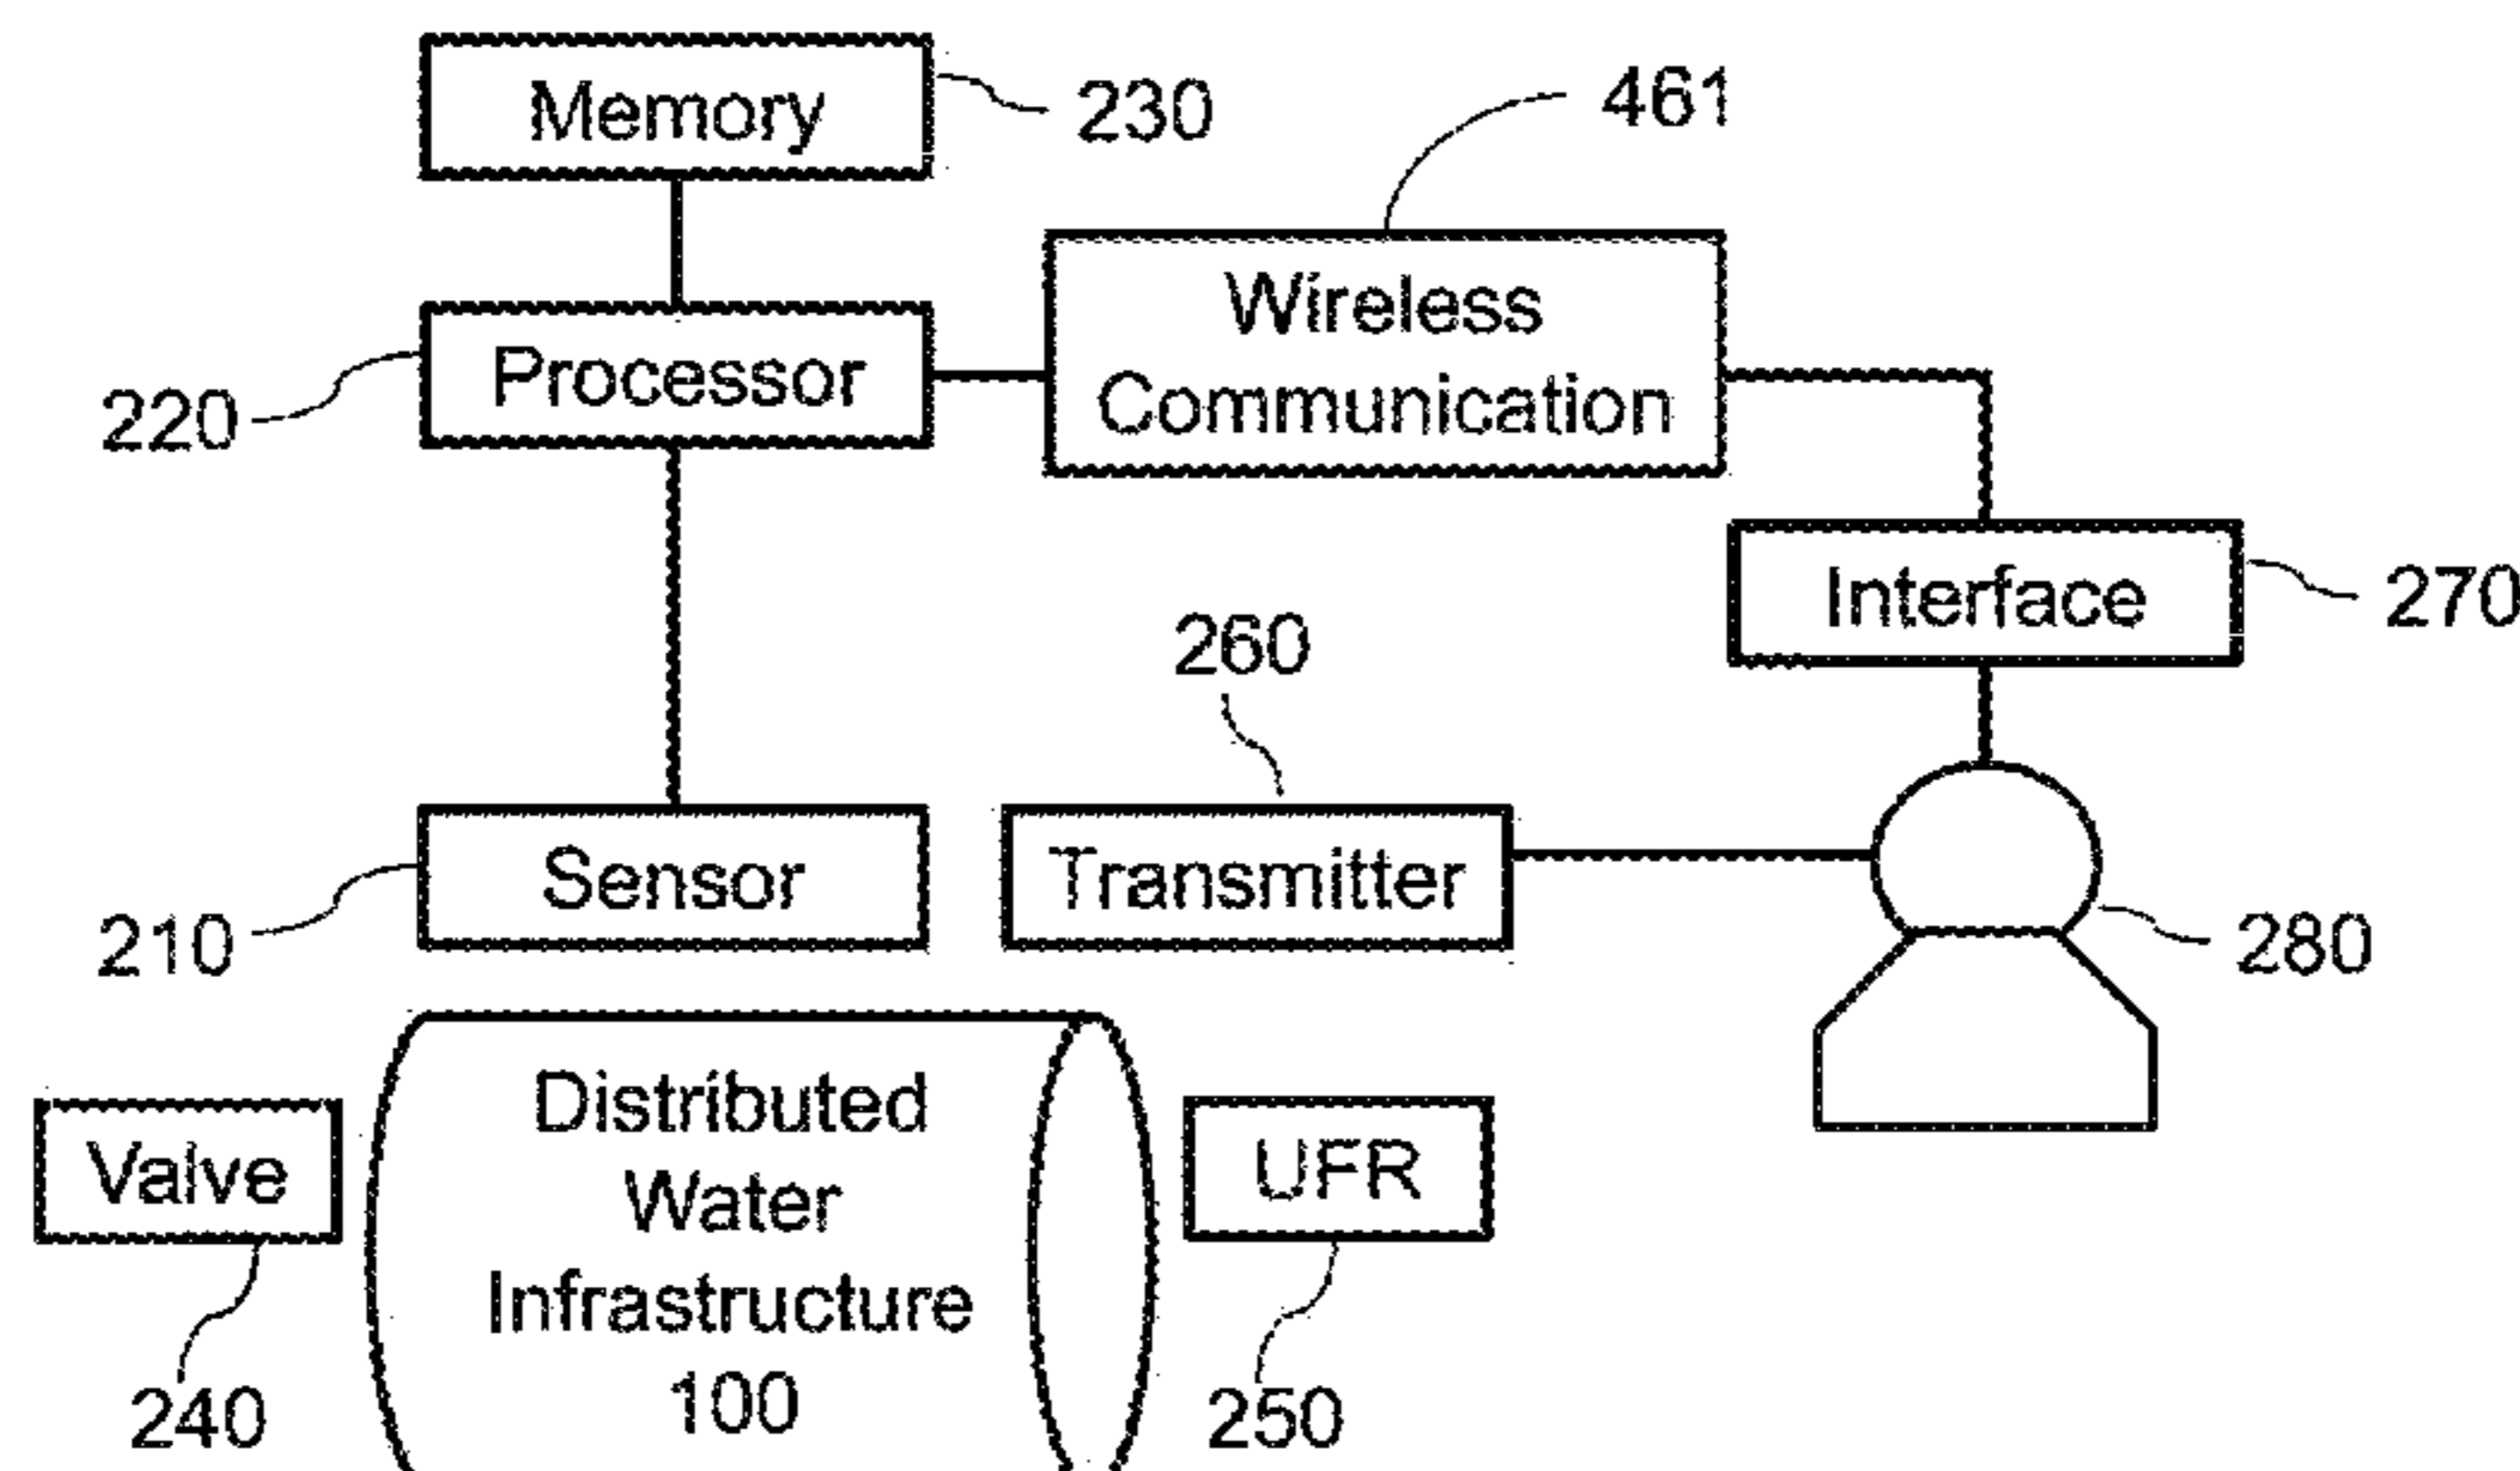 Memory
230
461
Wireless
Communication
Processor
220
Interface
270
260
Sensor
Transmitter
210
280
Distributed
Water
Infrastructure
100
Valve
UFR
240
250